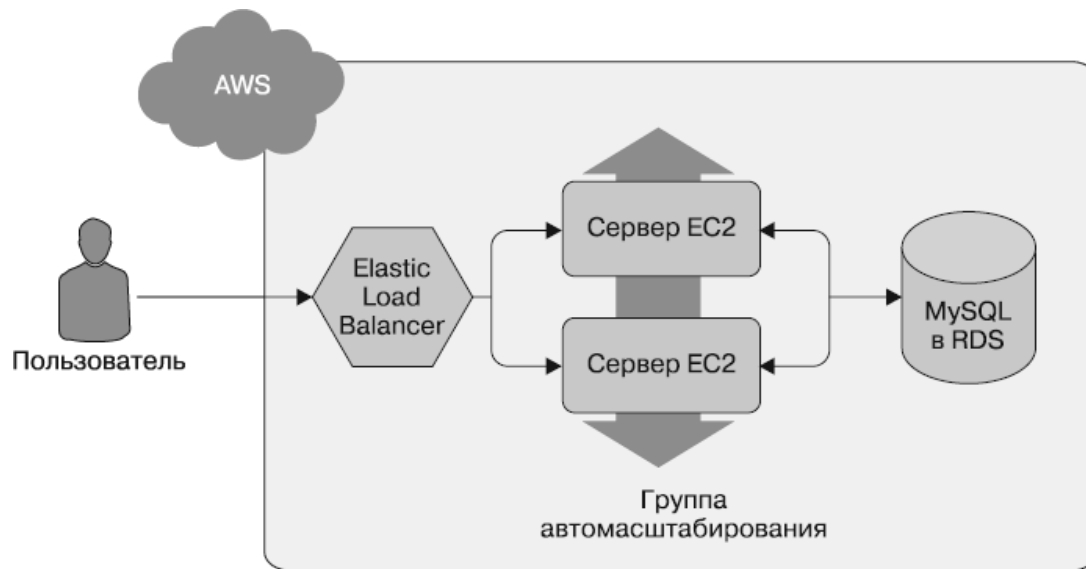 AWS
Пользователь
Elastic
Load
Balancer
Сервер EC2
Сервер EC2
MySQL
в RDS
Группа
автомасштабирования